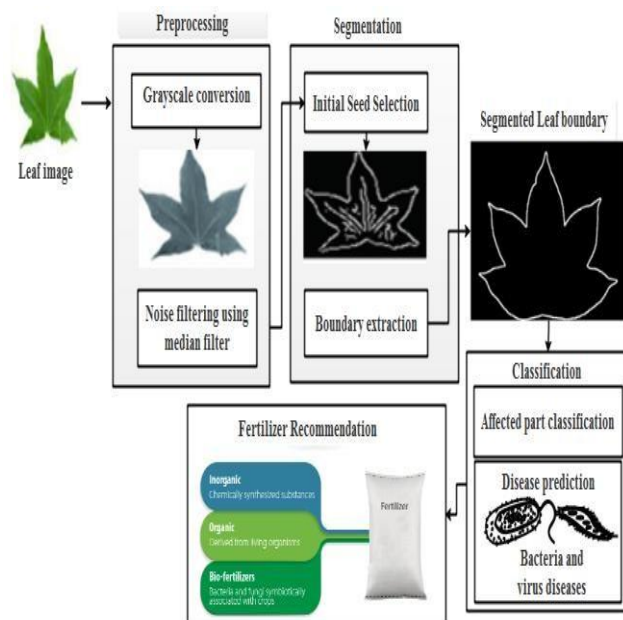 Preprocessing
Grayscale conversion
Noise filtering using
median filter
Leaf image
Segmentation
Initial Seed Selection
Boundary extraction
Segmented Leaf boundary
Classification
Affected part classification
Disease prediction
Bacteria and
virus diseases
Fertilizer Recommendation
Inorganic
Chemically synthesized substances
Organic
Derived from living organisms
Bio-fertilizers
Bacteria and fungi symbiotically
associated with crops
Fertilizer